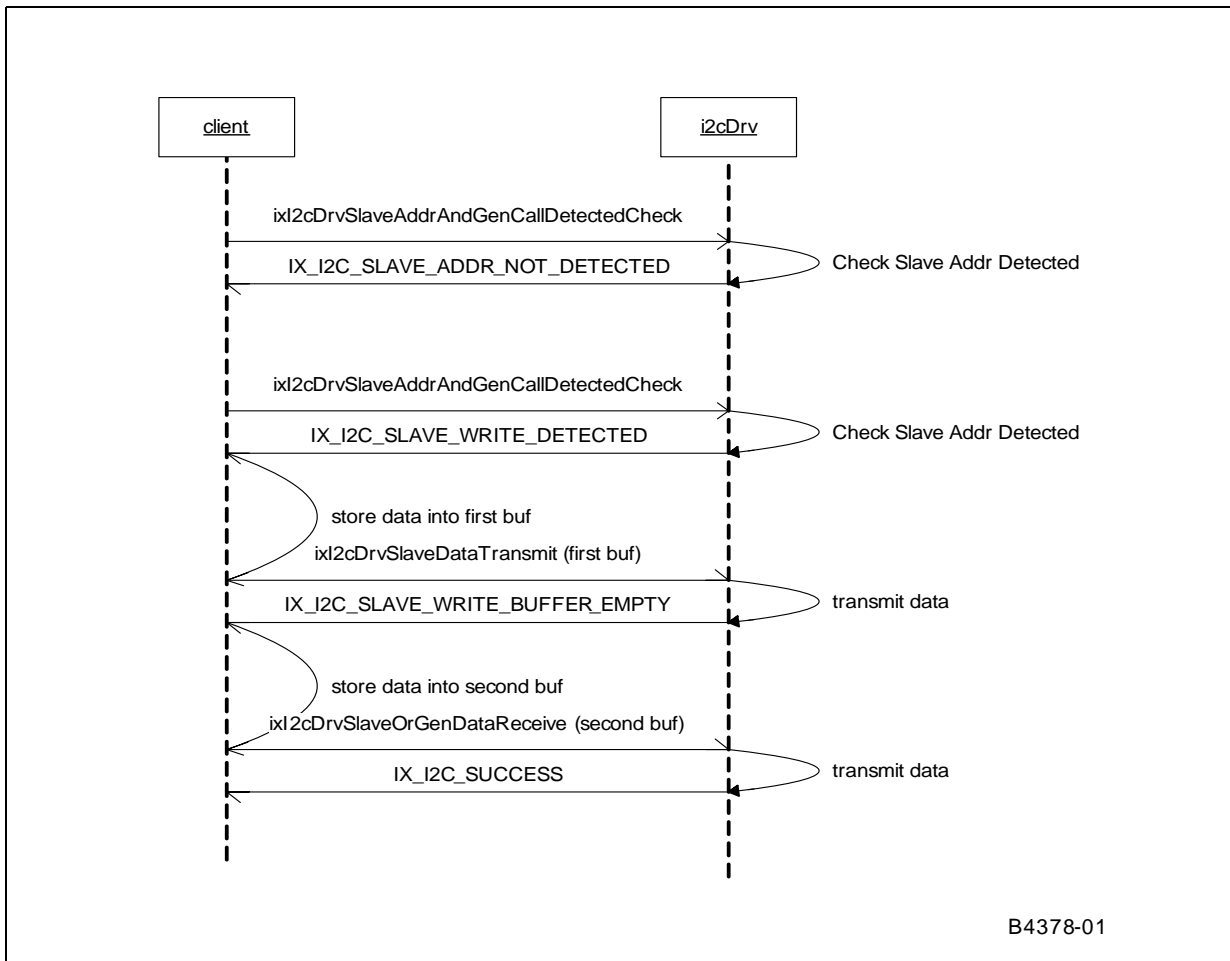 client
i2cDrv
ixI2cDrvSlaveAddrAndGenCallDetectedCheck
IX_I2C_SLAVE_ADDR_NOT_DETECTED
Check Slave Addr Detected
ixI2cDrvSlaveAddrAndGenCallDetectedCheck
IX_I2C_SLAVE_WRITE_DETECTED
Check Slave Addr Detected
store data into first buf
ixI2cDrvSlaveDataTransmit (first buf)
IX_I2C_SLAVE_WRITE_BUFFER_EMPTY
transmit data
store data into second buf
ixI2cDrvSlaveOrGenDataReceive (second buf)
IX_I2C_SUCCESS
transmit data
B4378-01